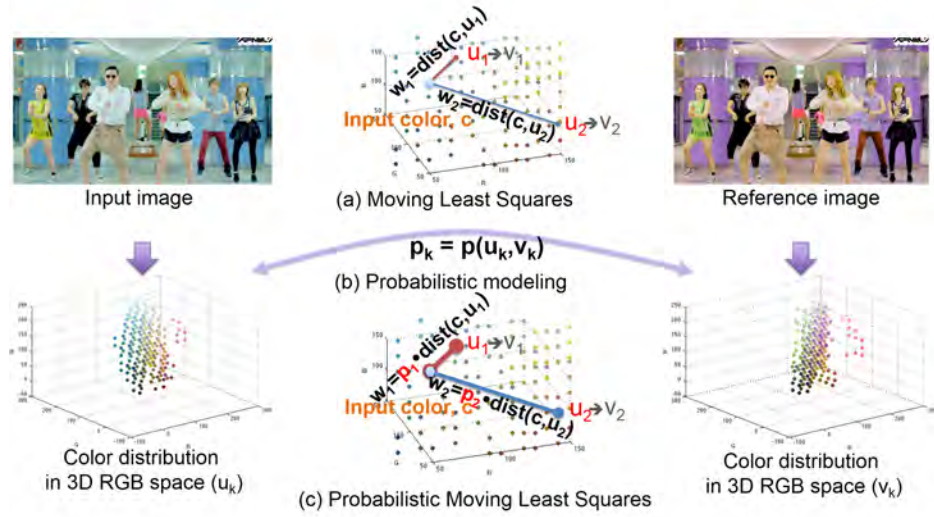 Input image
u1→v1
w1=dist(c,u1)
w2=dist(c,u2)
Input color, c
u2→v2
(a) Moving Least Squares
Reference image
pk = p(uk,vk)
(b) Probabilistic modeling
u1→v1
w1=p1•dist(c,u1)
w2=p2•dist(c,u2)
Input color, c
u2→v2
Color distribution
in 3D RGB space (uk)
(c) Probabilistic Moving Least Squares
Color distribution
in 3D RGB space (vk)